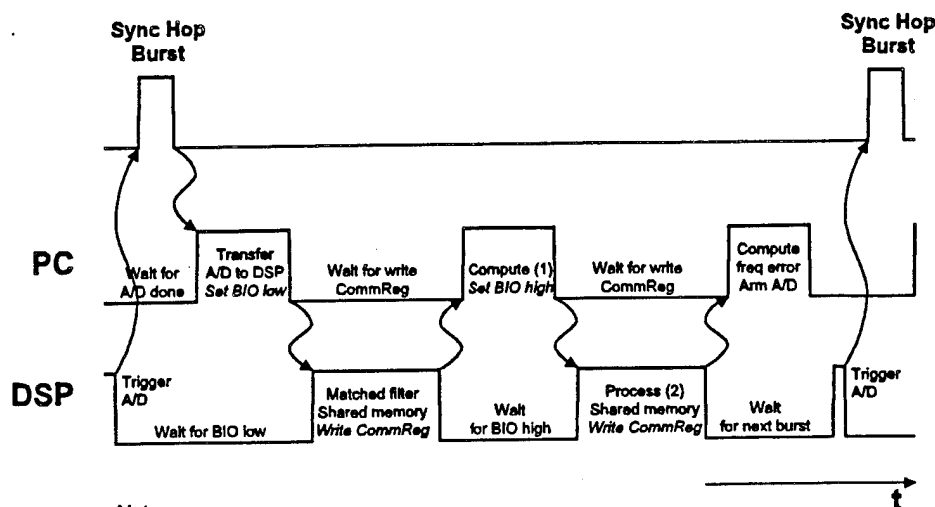 Sync Hop
Burst
Sync Hop
Burst
PC
Wait for
A/D done
Transfer
A/D to DSP
Set BIO low
Wait for write
CommReg
Compute (1)
Set BIO high
Wait for write
CommReg
Compute
freq error
Arm A/D
DSP
Trigger
A/D
Wait for BIO low
Matched filter
Shared memory
Write CommReg
Wait
for BIO high
Process (2)
Shared memory
Write CommReg
Wait
for next burst
Trigger
A/D
t